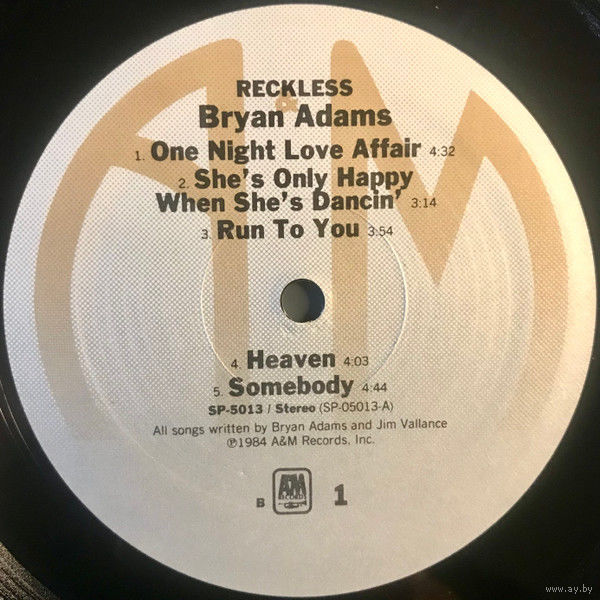 RECKLESS
&
Bryan Adams
1. One Night Love Affair 4:32
2. She's Only Happy
When She's Dancin' 3:14
3. Run To You 3:54
4. Heaven 4:03
5. Somebody 4:44
SP-5013 / Stereo (SP-05013-A)
All songs written by Bryan Adams and Jim Vallance
℗1984 A&M Records, Inc.
B A&M RECORDS 1
www.ay.by